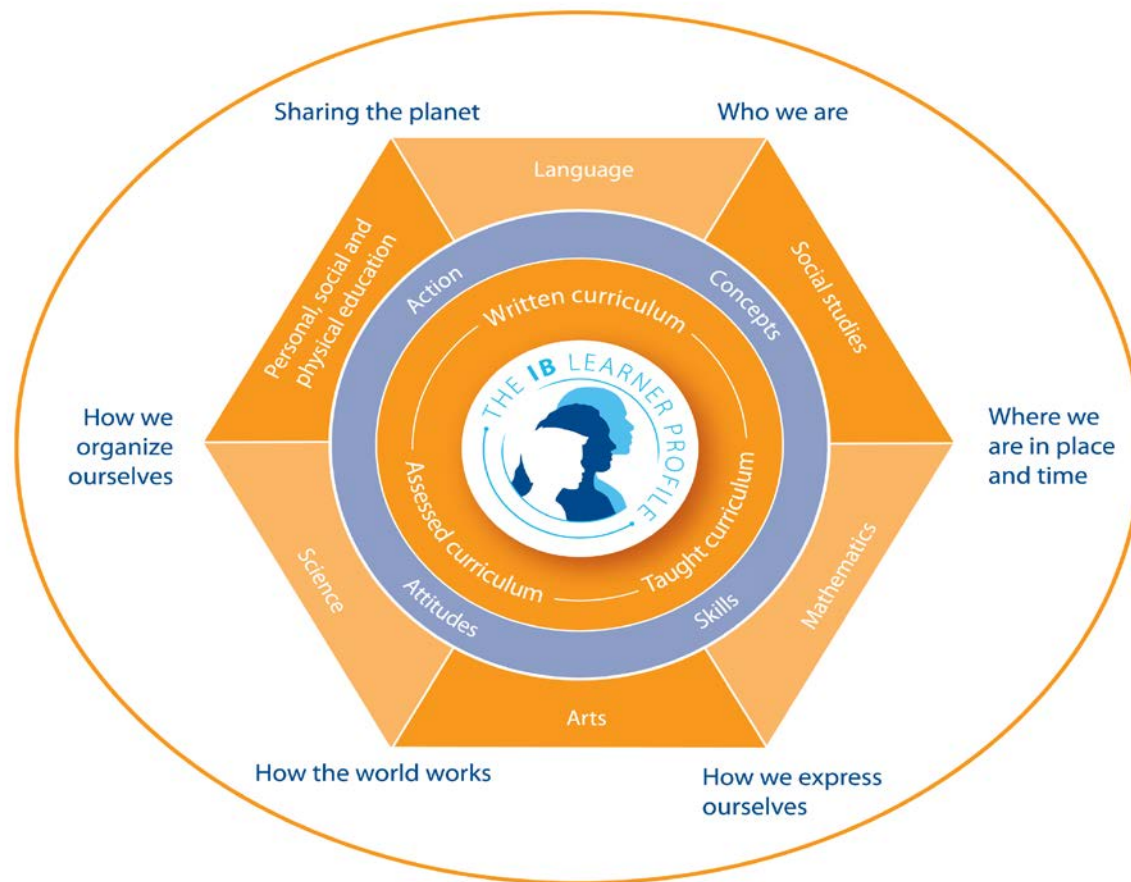 Sharing the planet
Who we are
Language
Personal, social and
physical education
Action
Concepts
Social studies
Written curriculum
THE IB LEARNER PROFILE
How we
organize
ourselves
Where we
are in place
and time
Assessed curriculum
Taught curriculum
Science
Attitudes
Skills
Mathematics
Arts
How the world works
How we express
ourselves